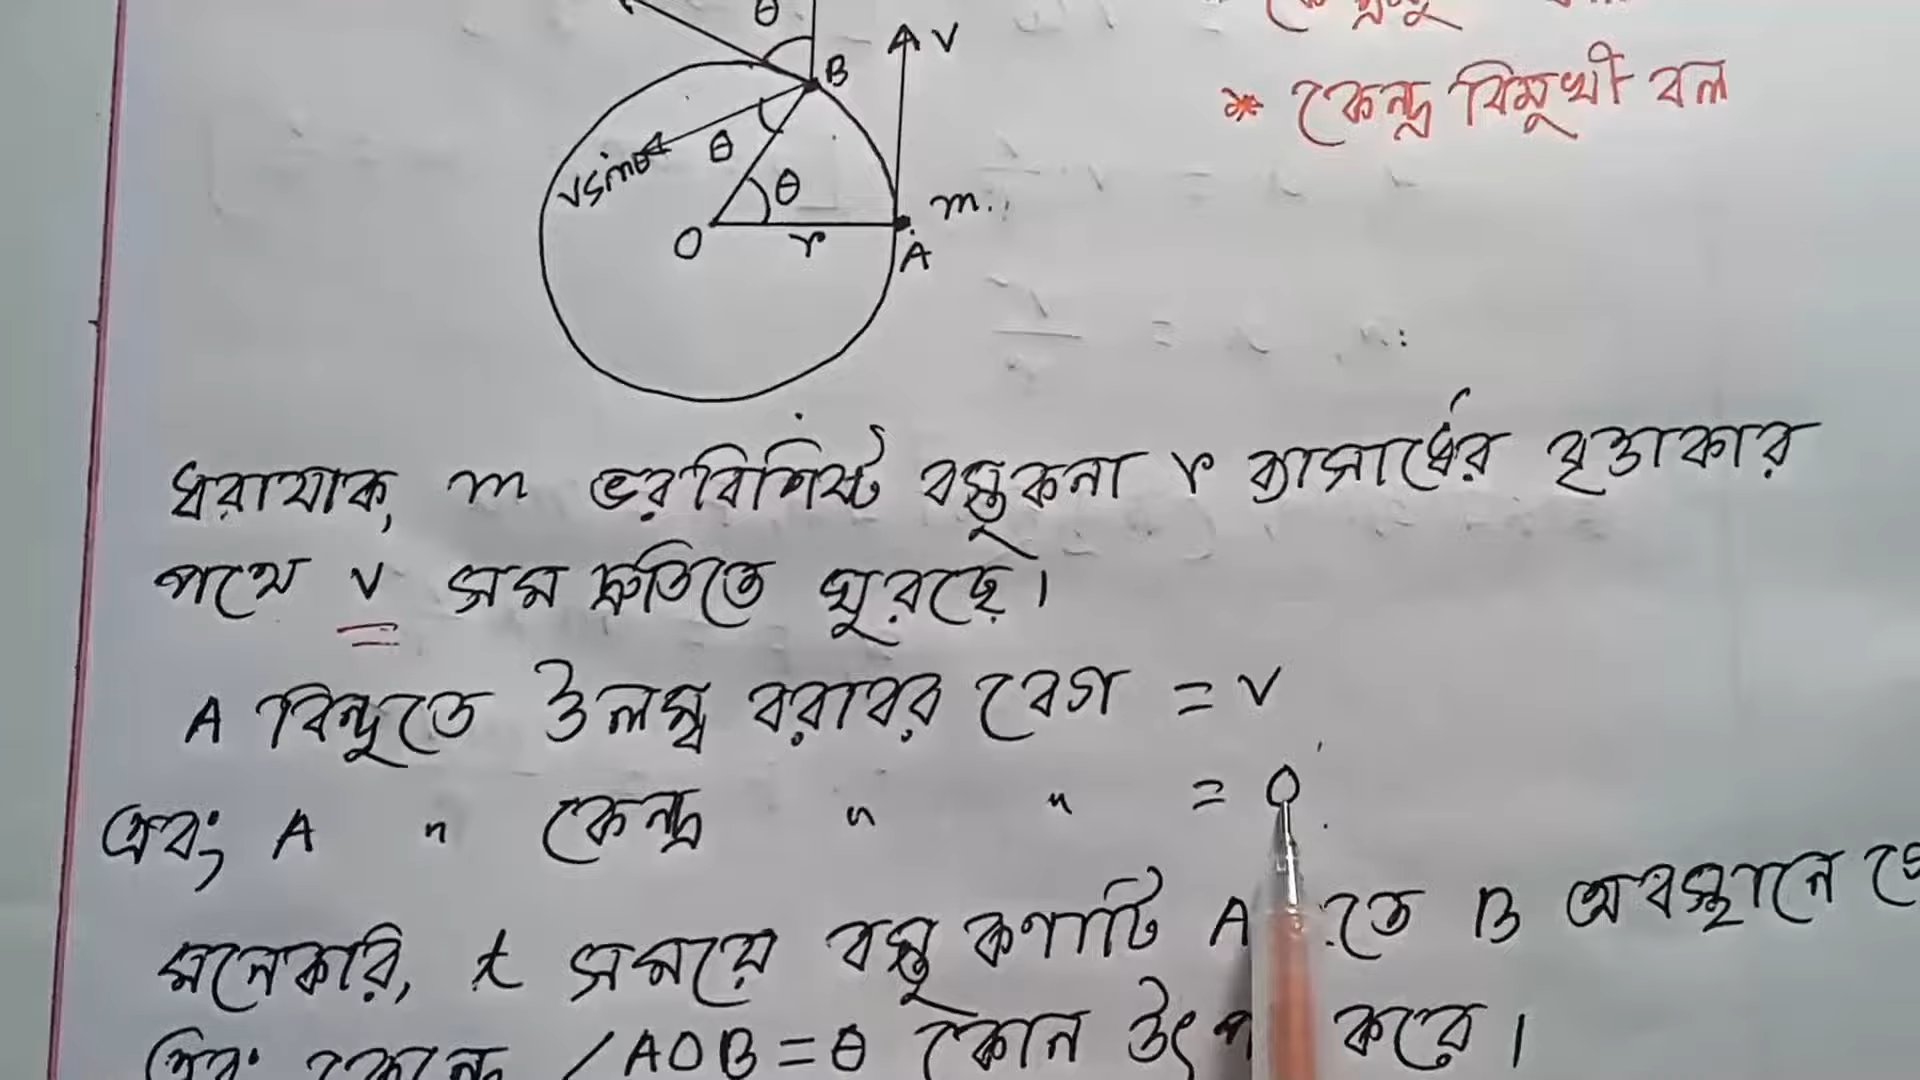 θ
V
B
* কেন্দ্র বিমুখী বল
θ
vsinθ
θ
m
O
r
A
ধরাযাক, m ভরবিশিষ্ট বস্তুকনা r ব্যাসার্ধের বৃত্তাকার
পথে v সম দ্রুতিতে ঘুরছে।
A বিন্দুতে উলম্ব বরাবর বেগ = v
এবং, A " কেন্দ্র " " = 0
মনেকরি, t সময়ে বস্তু কণাটি A B অবস্থানে
এবং কেন্দ্রে ∠AOB = θ কোন করে।